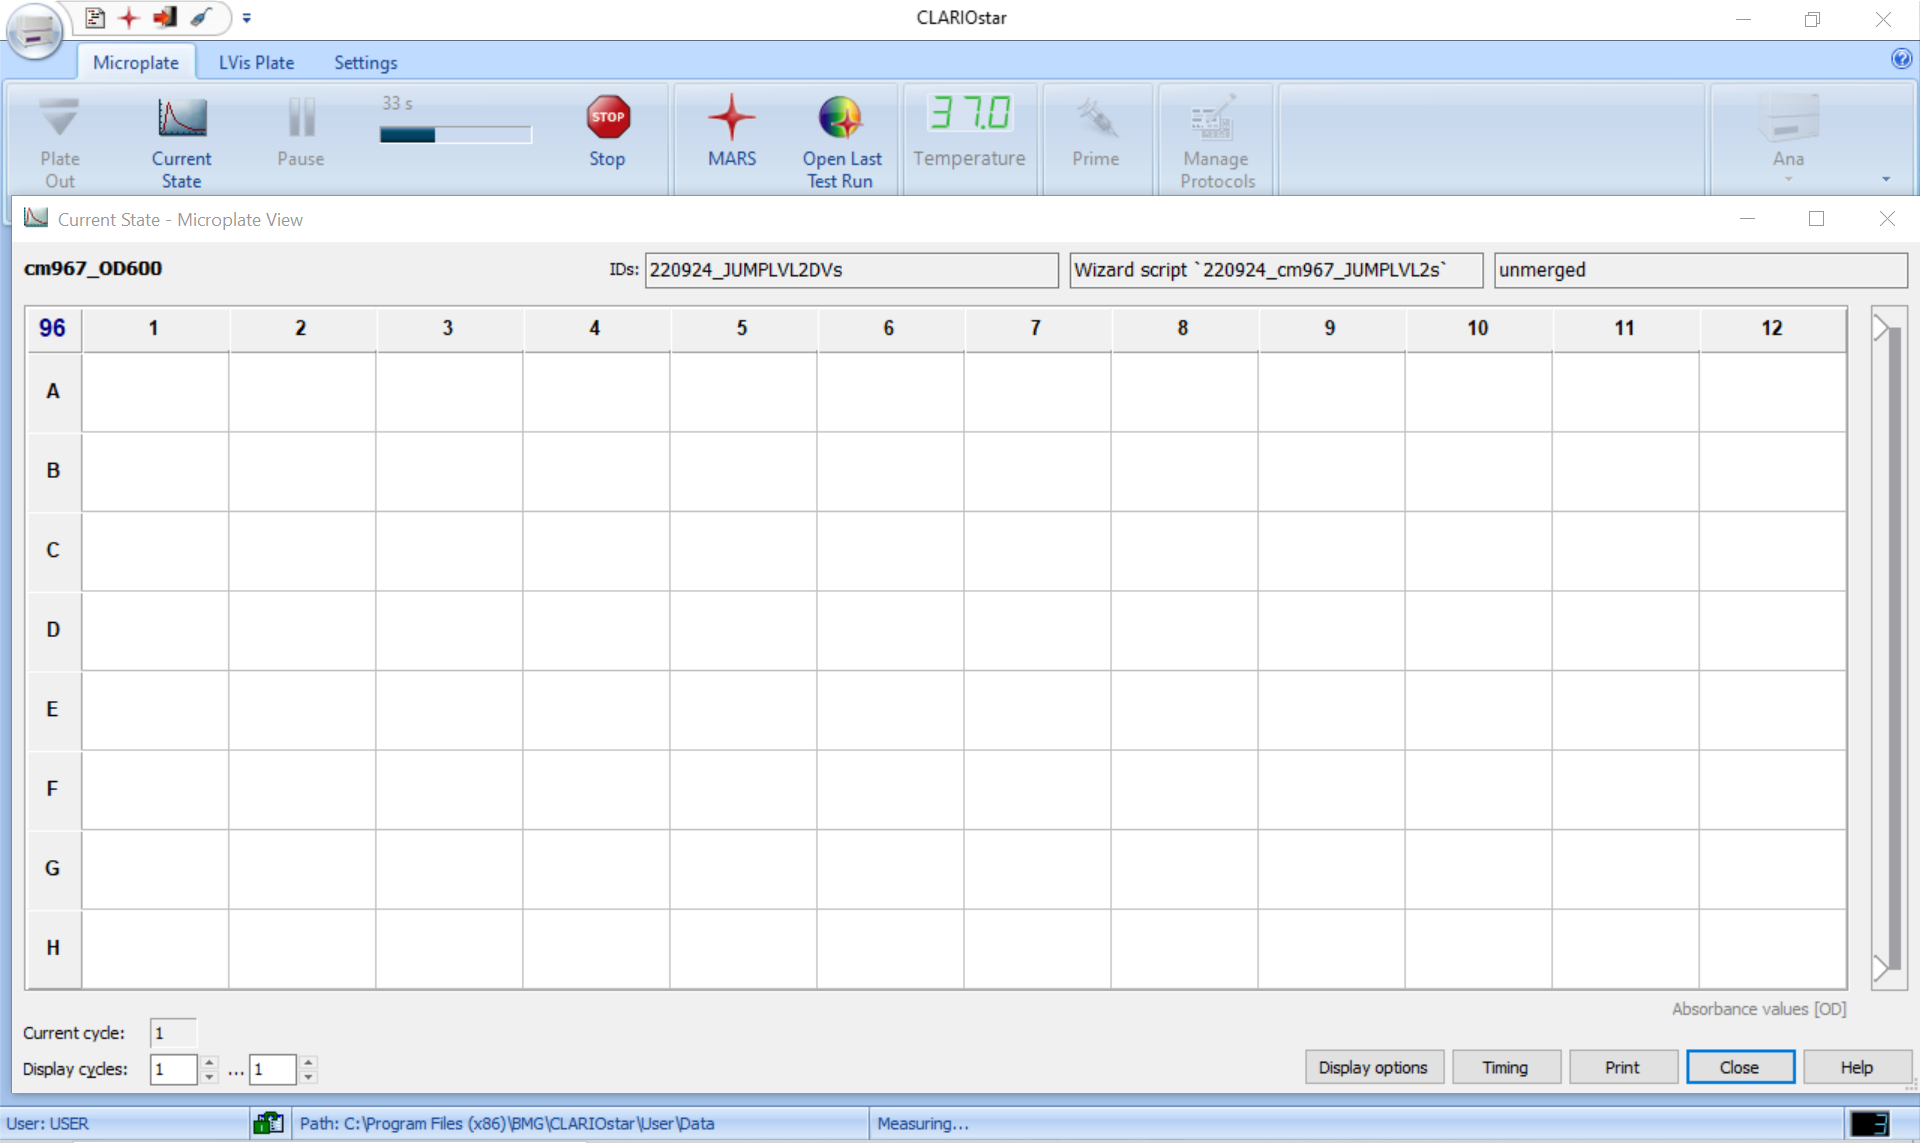 CLARIOstar
Microplate LVis Plate Settings
33 s
STOP
37.0
Plate Out
Current State
Pause
Stop
MARS
Open Last Test Run
Temperature
Prime
Manage Protocols
Ana
Current State - Microplate View
cm967_OD600 IDs: 220924_JUMPLVL2DVs Wizard script `220924_cm967_JUMPLVL2s` unmerged
96 1 2 3 4 5 6 7 8 9 10 11 12
A
B
C
D
E
F
G
H
Absorbance values [OD]
Current cycle: 1
Display cycles: 1 ... 1
Display options Timing Print Close Help
User: USER Path: C:\Program Files (x86)\BMG\CLARIOstar\User\Data Measuring... 3